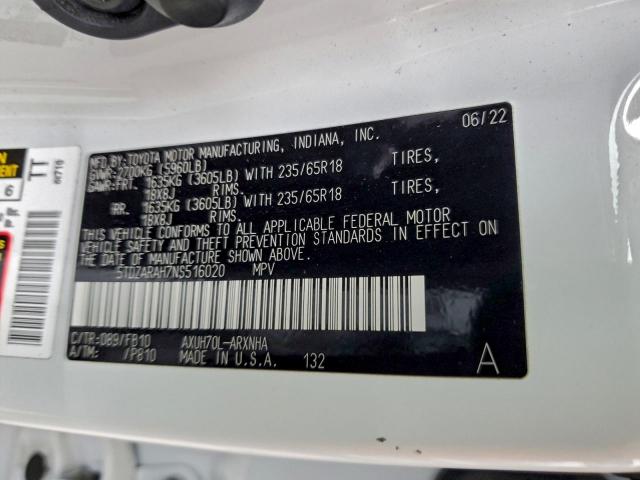 MFD.BY:TOYOTA MOTOR MANUFACTURING, INDIANA, INC. 06/22
GVWR:2700KG (5960LB)
GAWR:FRT. 1635KG (3605LB) WITH 235/65R18 TIRES,
18X8J RIMS.
RR. 1635KG (3605LB) WITH 235/65R18 TIRES,
18X8J RIMS.
THIS VEHICLE CONFORMS TO ALL APPLICABLE FEDERAL MOTOR
VEHICLE SAFETY AND THEFT PREVENTION STANDARDS IN EFFECT ON
THE DATE OF MANUFACTURE SHOWN ABOVE.
5TDZARAH7NS516020 MPV
C/TR:089/FB10 AXUH70L-ARXNHA
A/TM: /P810 MADE IN U.S.A. 132 A
TT
6